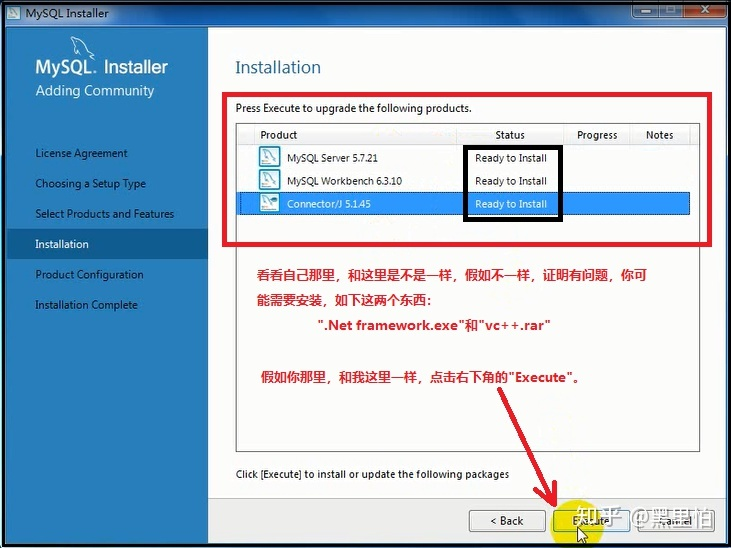 MySQL Installer
MySQL. Installer
Adding Community
License Agreement
Choosing a Setup Type
Select Products and Features
Installation
Product Configuration
Installation Complete
Installation
Press Execute to upgrade the following products.
Product Status Progress Notes
MySQL Server 5.7.21 Ready to Install
MySQL Workbench 6.3.10 Ready to Install
Connector/J 5.1.45 Ready to Install
看看自己那里，和这里是不是一样，假如不一样，证明有问题，你可
能需要安装，如下这两个东西：
".Net framework.exe"和"vc++.rar"
假如你那里，和我这里一样，点击右下角的"Execute"。
Click [Execute] to install or update the following packages
< Back Execute Cancel
知乎 @黑里怕